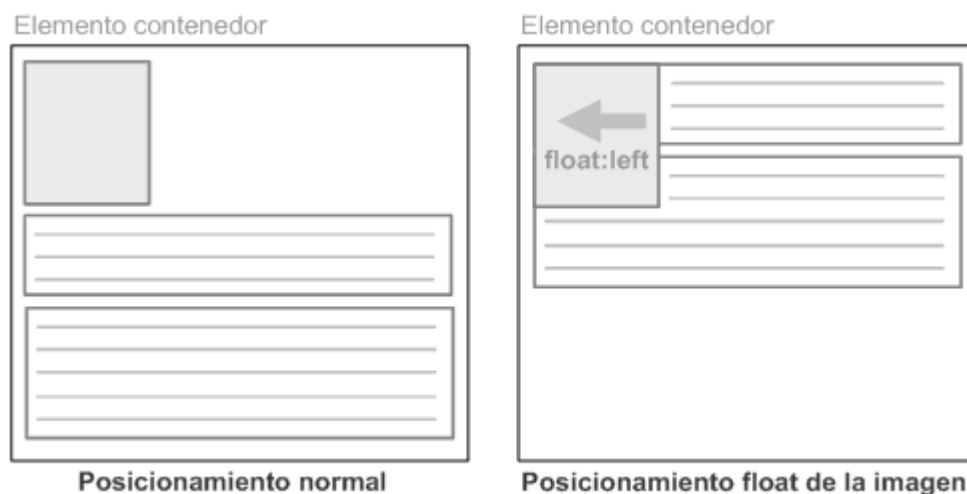 Elemento contenedor
Posicionamiento normal
Elemento contenedor
float:left
Posicionamiento float de la imagen